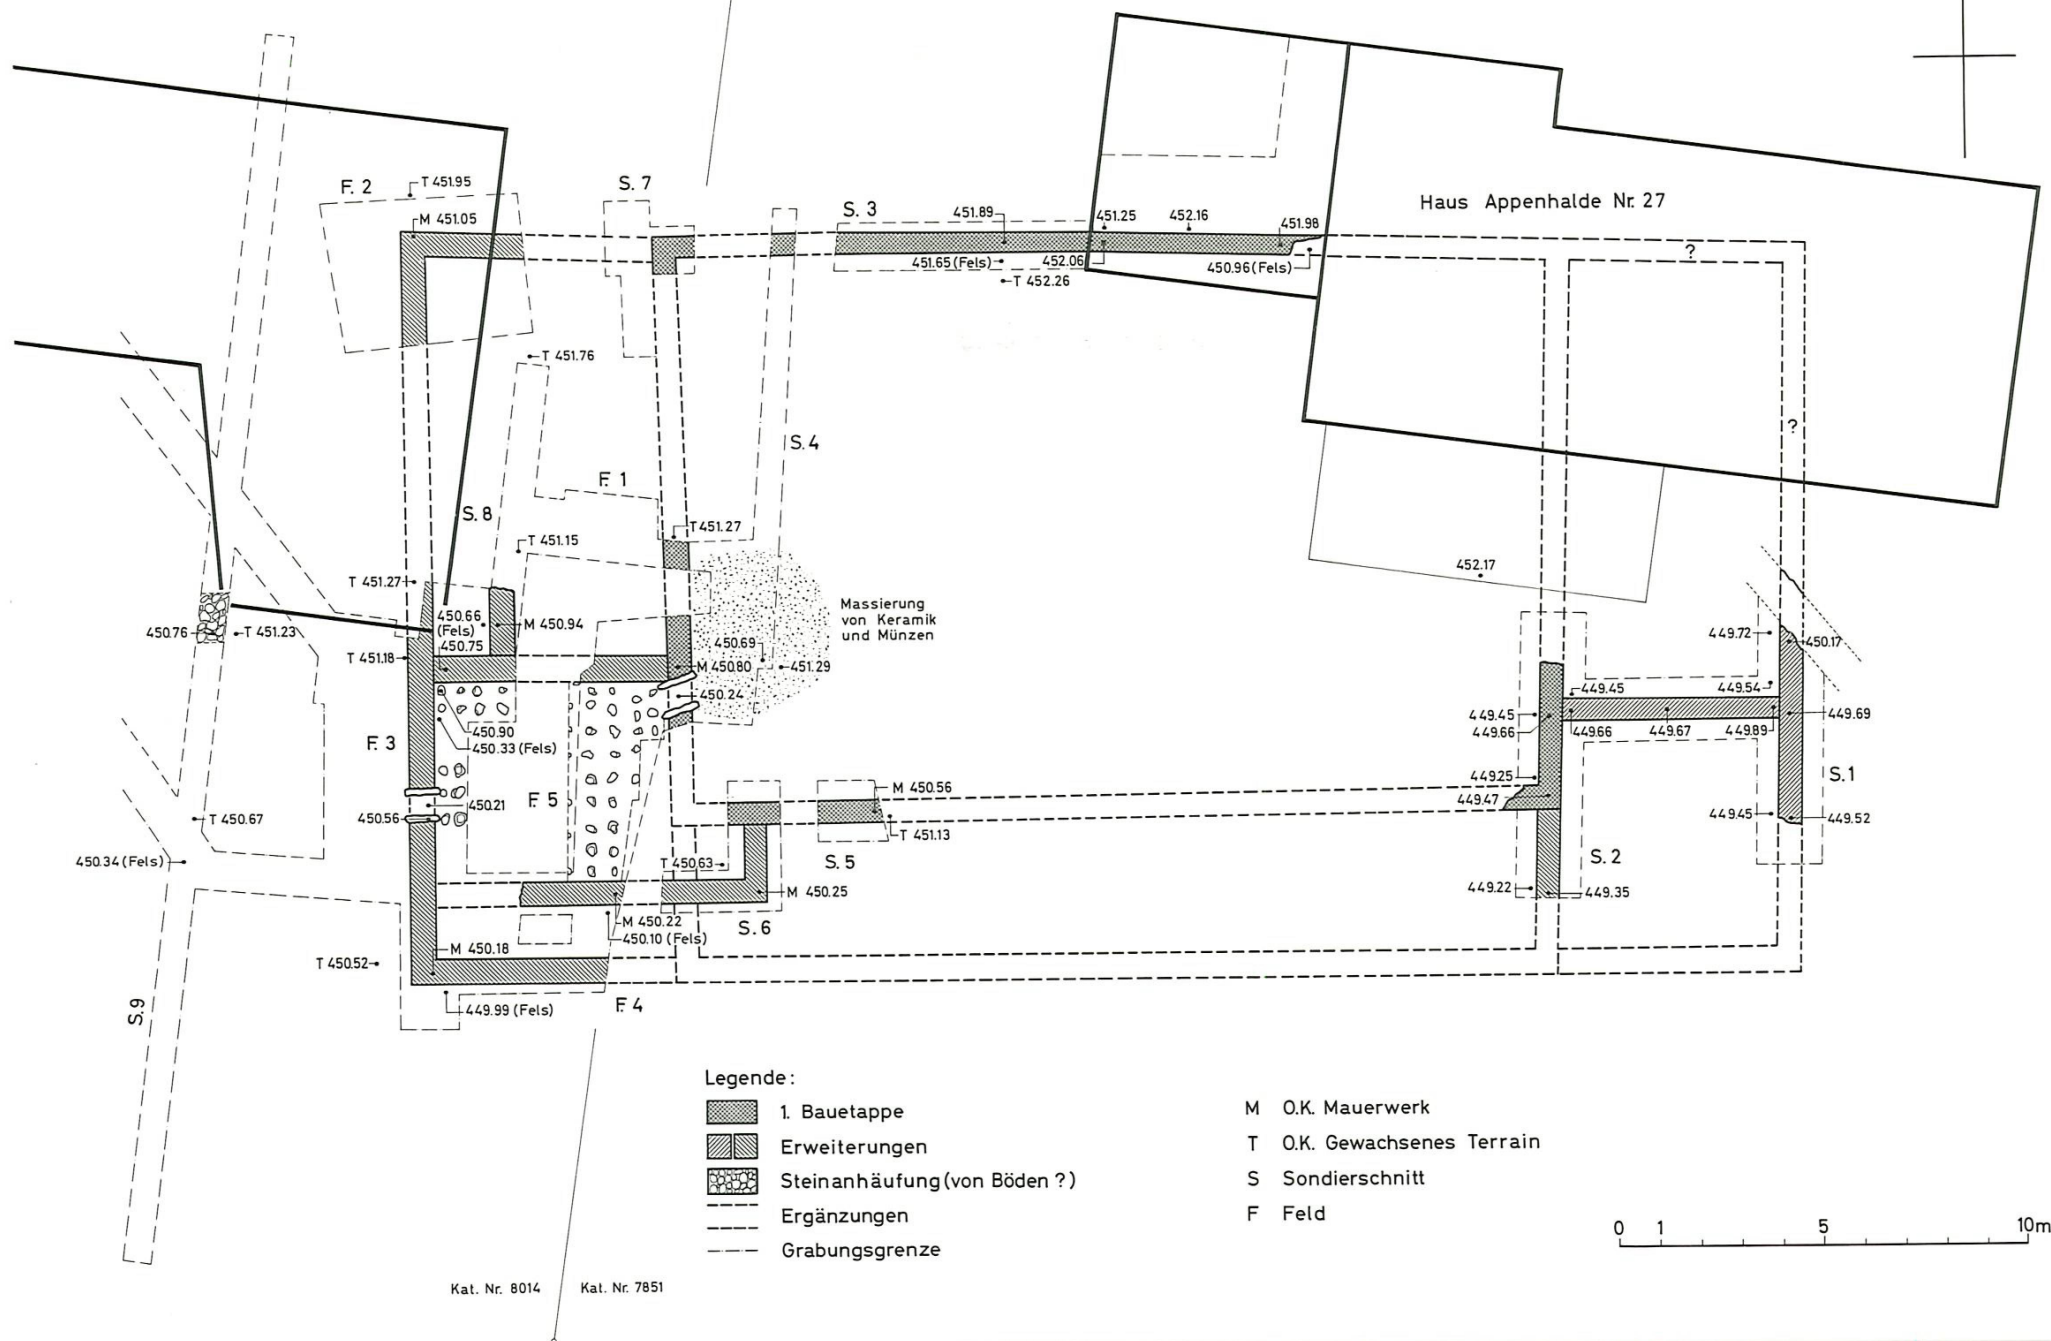 F. 2
T 451.95
M 451.05
S. 7
S. 3
451.89
451.25
452.16
451.98
Haus Appenhalde Nr. 27
451.65 (Fels)
452.06
450.96 (Fels)
T 452.26
?
T 451.76
S. 4
?
F. 1
S. 8
T 451.27
T 451.15
452.17
T 451.27
450.66
(Fels)
450.75
M 450.94
Massierung
von Keramik
und Münzen
450.76
T 451.23
T 451.18
450.69
M 450.80
451.29
450.24
449.72
450.17
449.45
449.54
449.45
449.66
449.66
449.67
449.89
449.69
450.90
450.33 (Fels)
F. 3
F. 5
450.21
450.56
T 450.67
450.34 (Fels)
M 450.56
T 451.13
S. 5
T 450.63
M 450.25
S. 6
449.25
449.47
S. 1
449.45
449.52
S. 2
449.22
449.35
M 450.22
450.10 (Fels)
M 450.18
T 450.52
449.99 (Fels)
F. 4
S. 9
Legende :
1. Bauetappe
Erweiterungen
Steinanhäufung (von Böden ?)
Ergänzungen
Grabungsgrenze
M O.K. Mauerwerk
T O.K. Gewachsenes Terrain
S Sondierschnitt
F Feld
0 1 5 10m
Kat. Nr. 8014
Kat. Nr. 7851